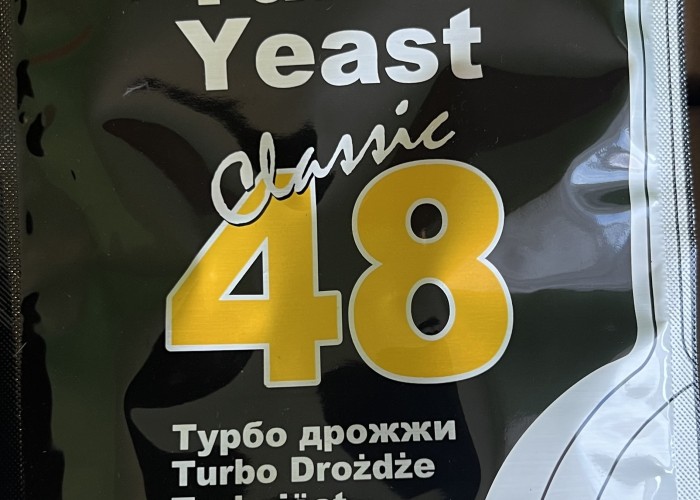 Yeast
Classic
48
Турбо дрожжи
Turbo Drożdże